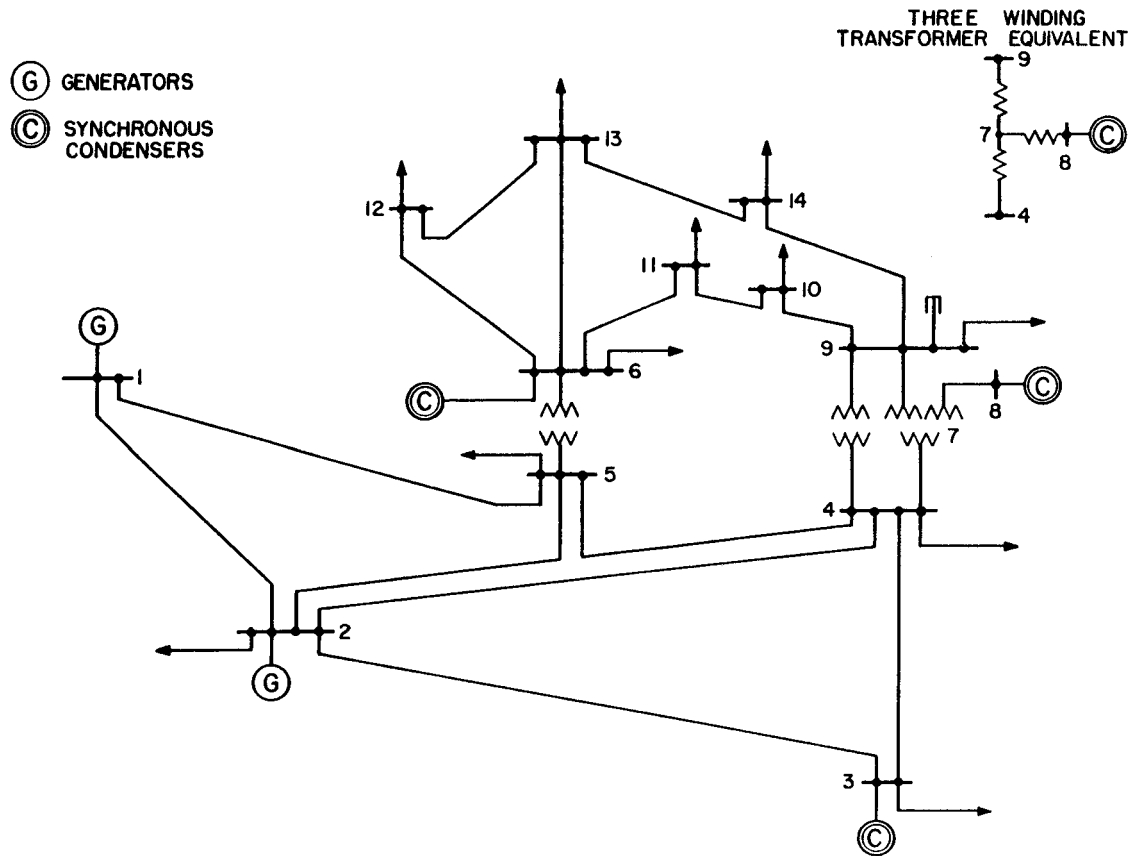 THREE WINDING
TRANSFORMER EQUIVALENT
9
G GENERATORS
C SYNCHRONOUS
CONDENSERS
13
7
C
8
12
14
4
11
10
G
9
1
6
C
8
C
7
5
4
2
G
3
C